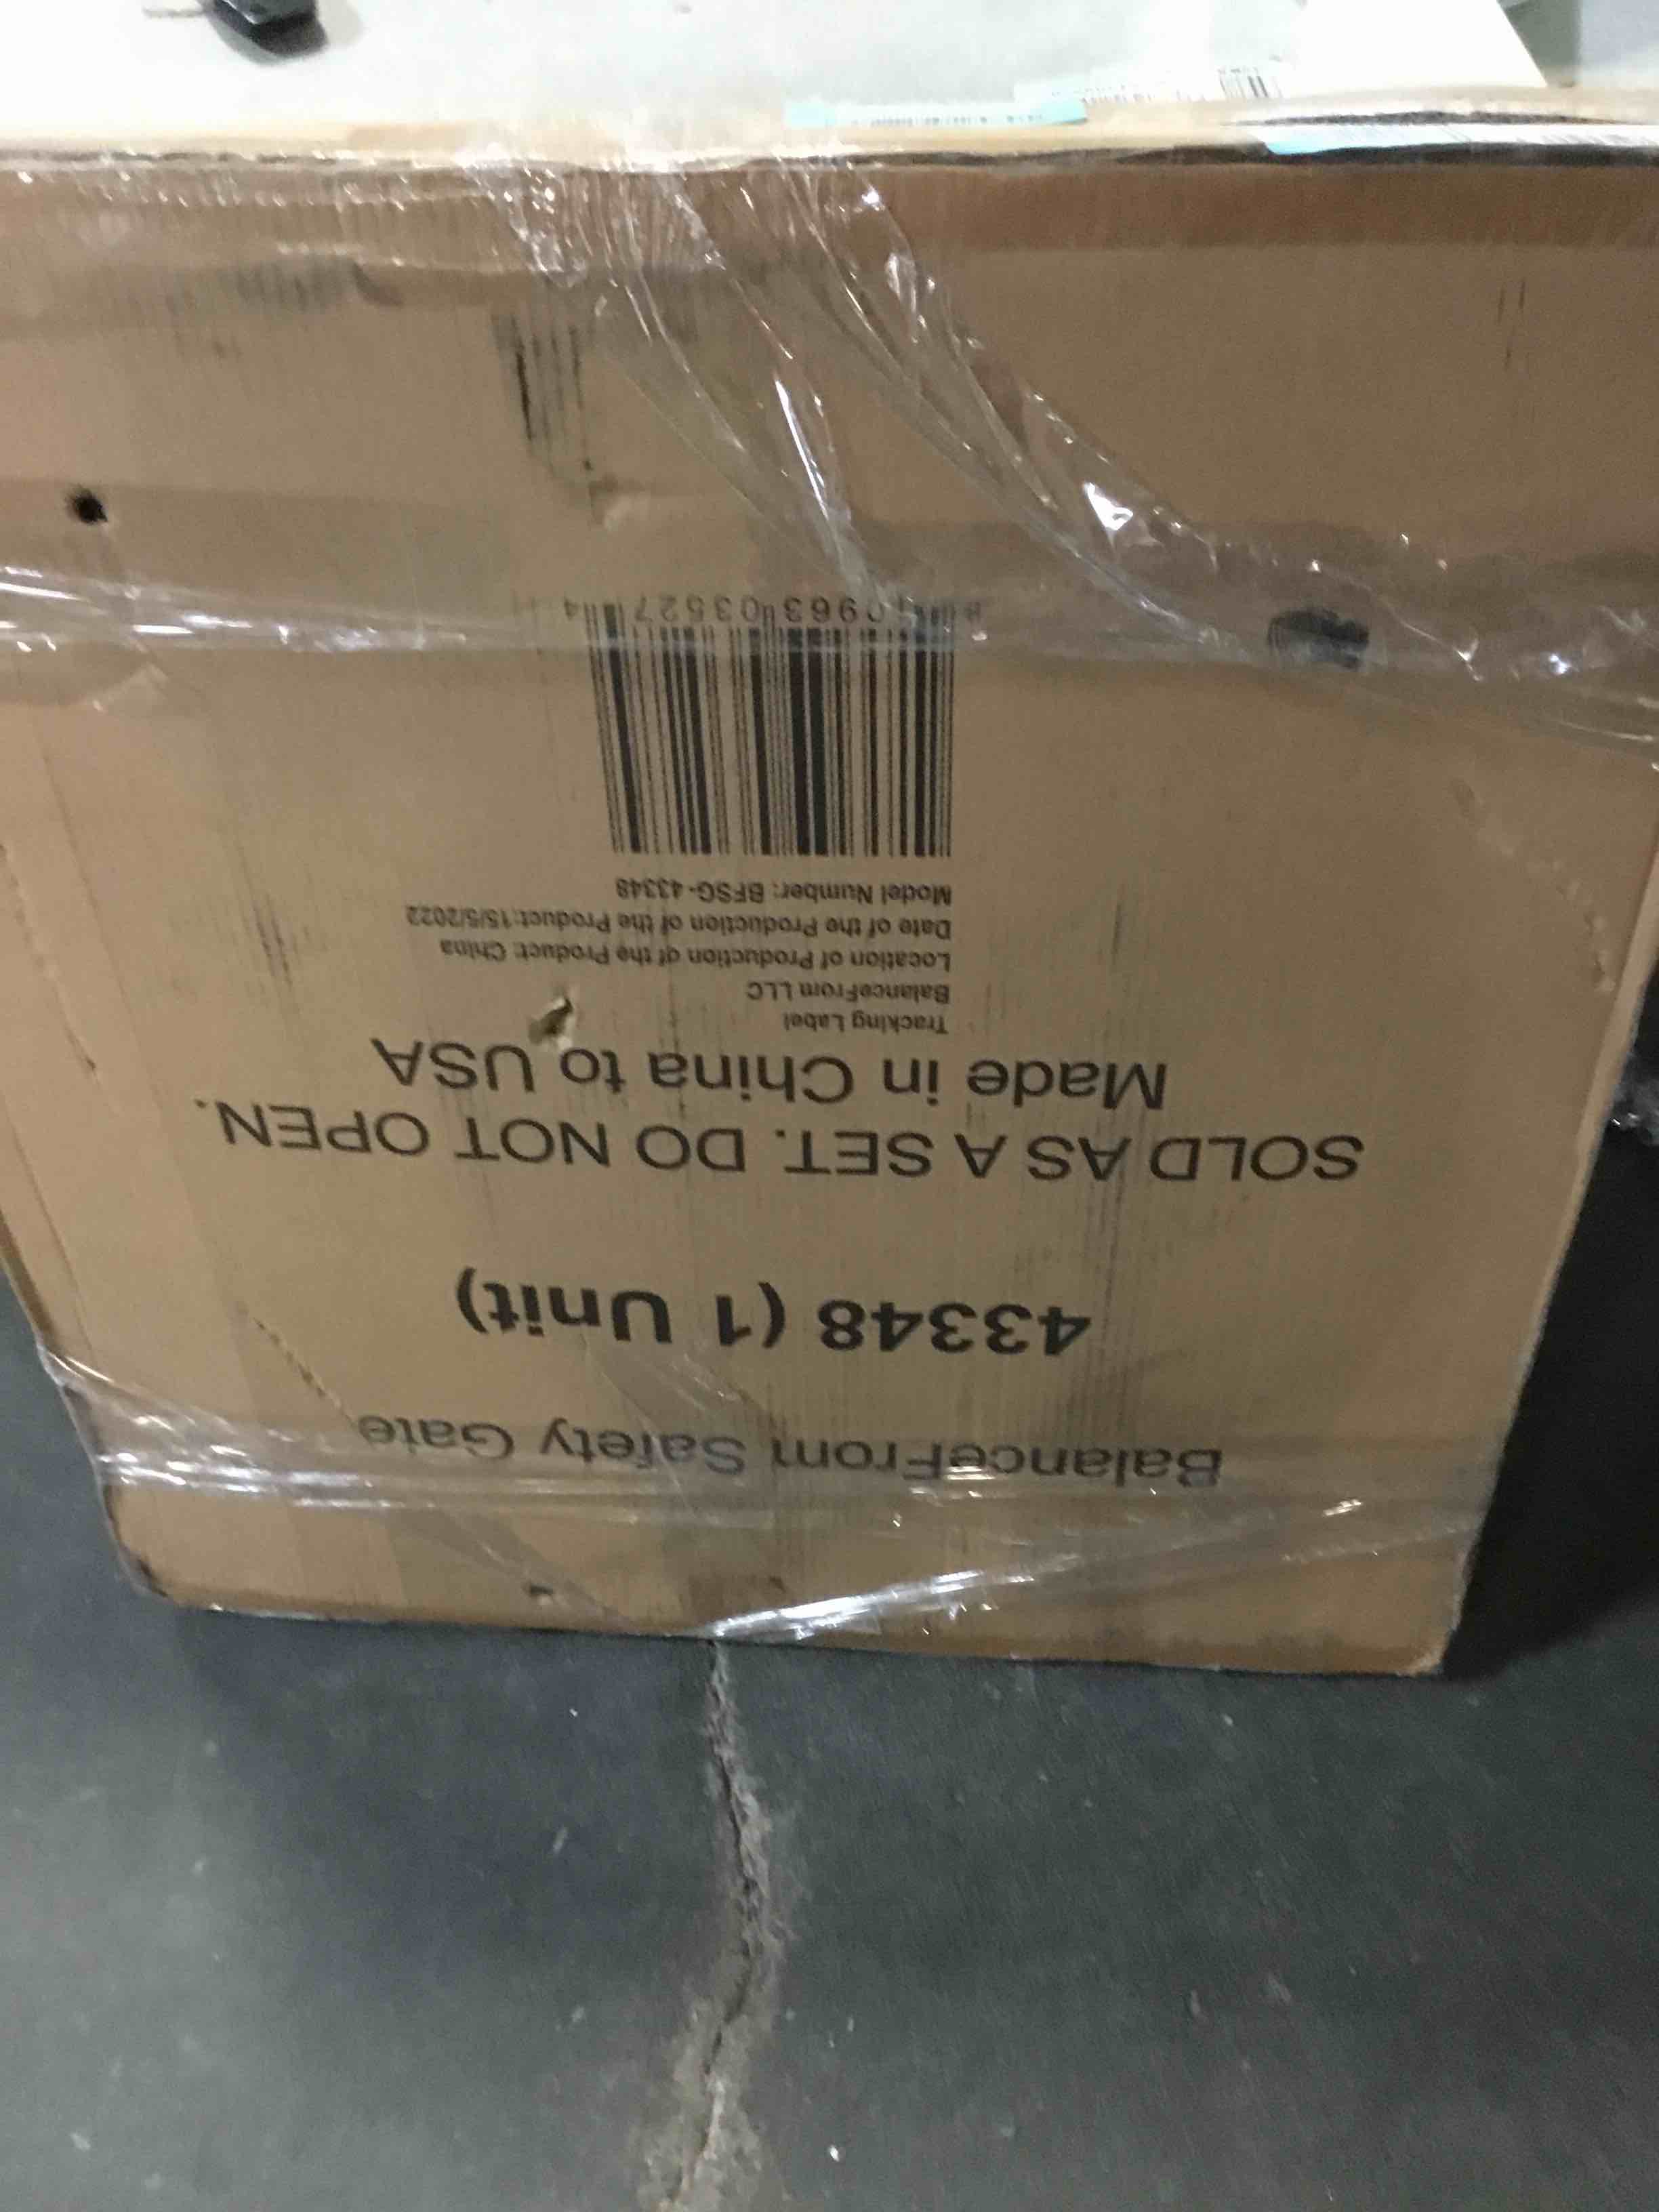 BalanceFrom Safety Gate
43348 (1 Unit)
SOLD AS A SET. DO NOT OPEN.
Made in China to USA
Tracking Label
BalanceFrom LLC
Location of Production of the Product: China
Date of the Production of the Product:15/5/2022
Model Number: BFSG-43348
03527 4